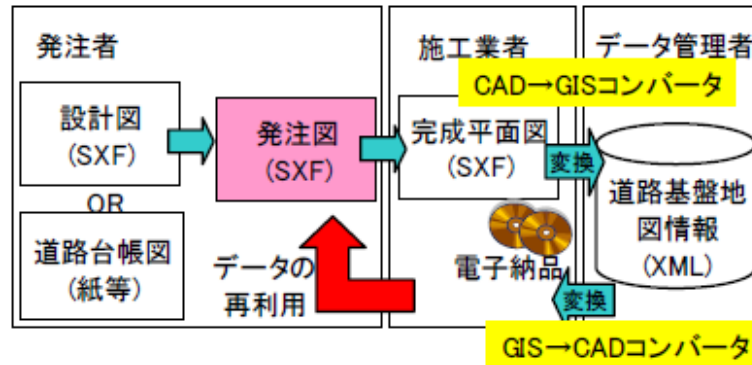 発注者
設計図
(SXF)
OR
道路台帳図
(紙等)
発注図
(SXF)
データの
再利用
施工業者
完成平面図
(SXF)
電子納品
データ管理者
CAD→GISコンバータ
変換
道路基盤地
図情報
(XML)
変換
GIS→CADコンバータ